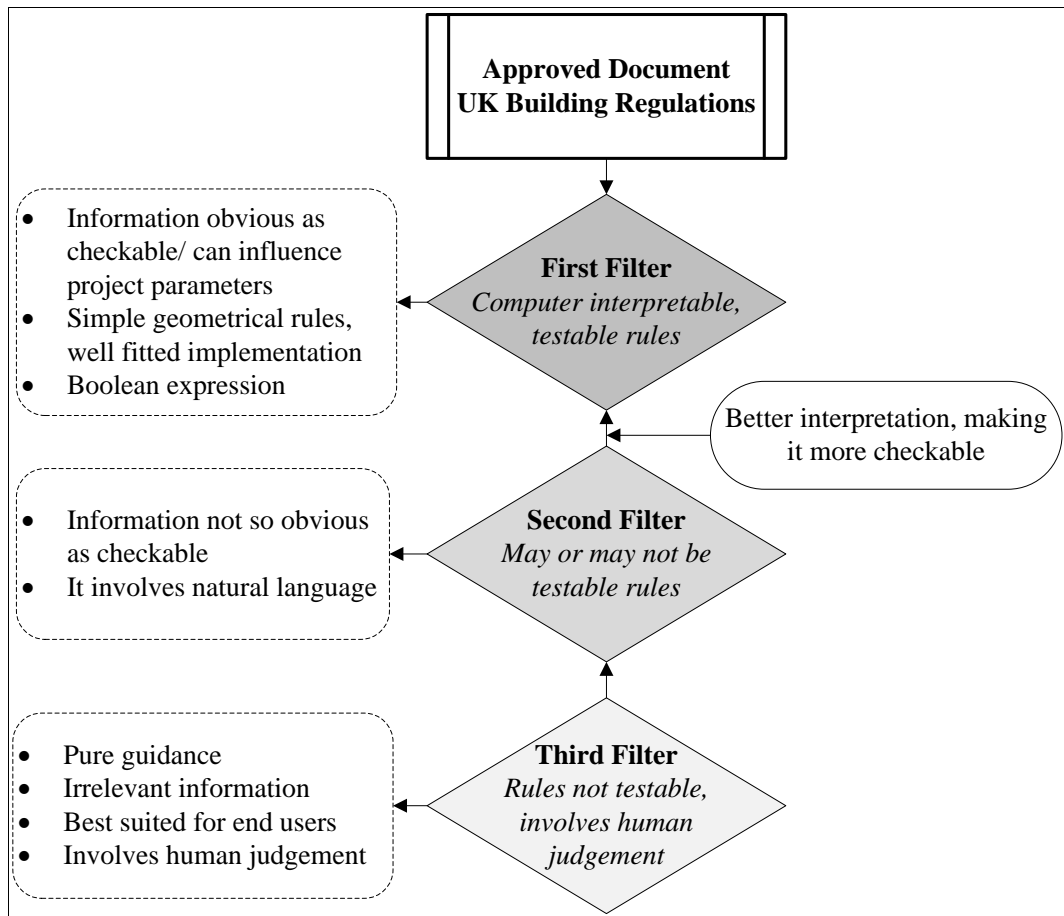 Approved Document
UK Building Regulations
• Information obvious as
checkable/ can influence
project parameters
• Simple geometrical rules,
well fitted implementation
• Boolean expression
First Filter
Computer interpretable,
testable rules
Better interpretation, making
it more checkable
• Information not so obvious
as checkable
• It involves natural language
Second Filter
May or may not be
testable rules
• Pure guidance
• Irrelevant information
• Best suited for end users
• Involves human judgement
Third Filter
Rules not testable,
involves human
judgement